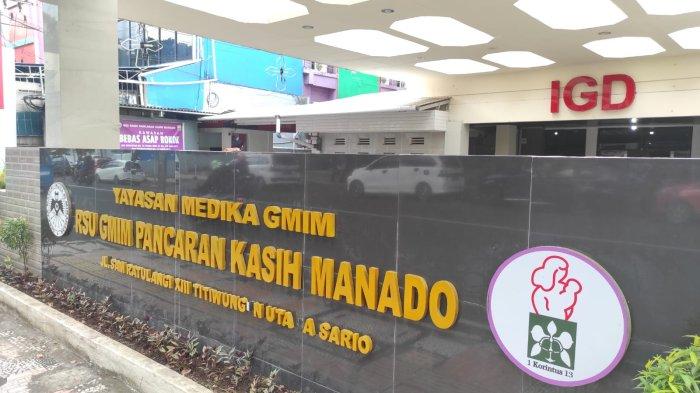 IGD
KAWASAN
BEBAS ASAP ROKOK
YAYASAN MEDIKA GMIM
RSU GMIM PANCARAN KASIH MANADO
JL. SAM RATULANGI XIII TITIWUNG N UTA A SARIO
1 Korintus 13